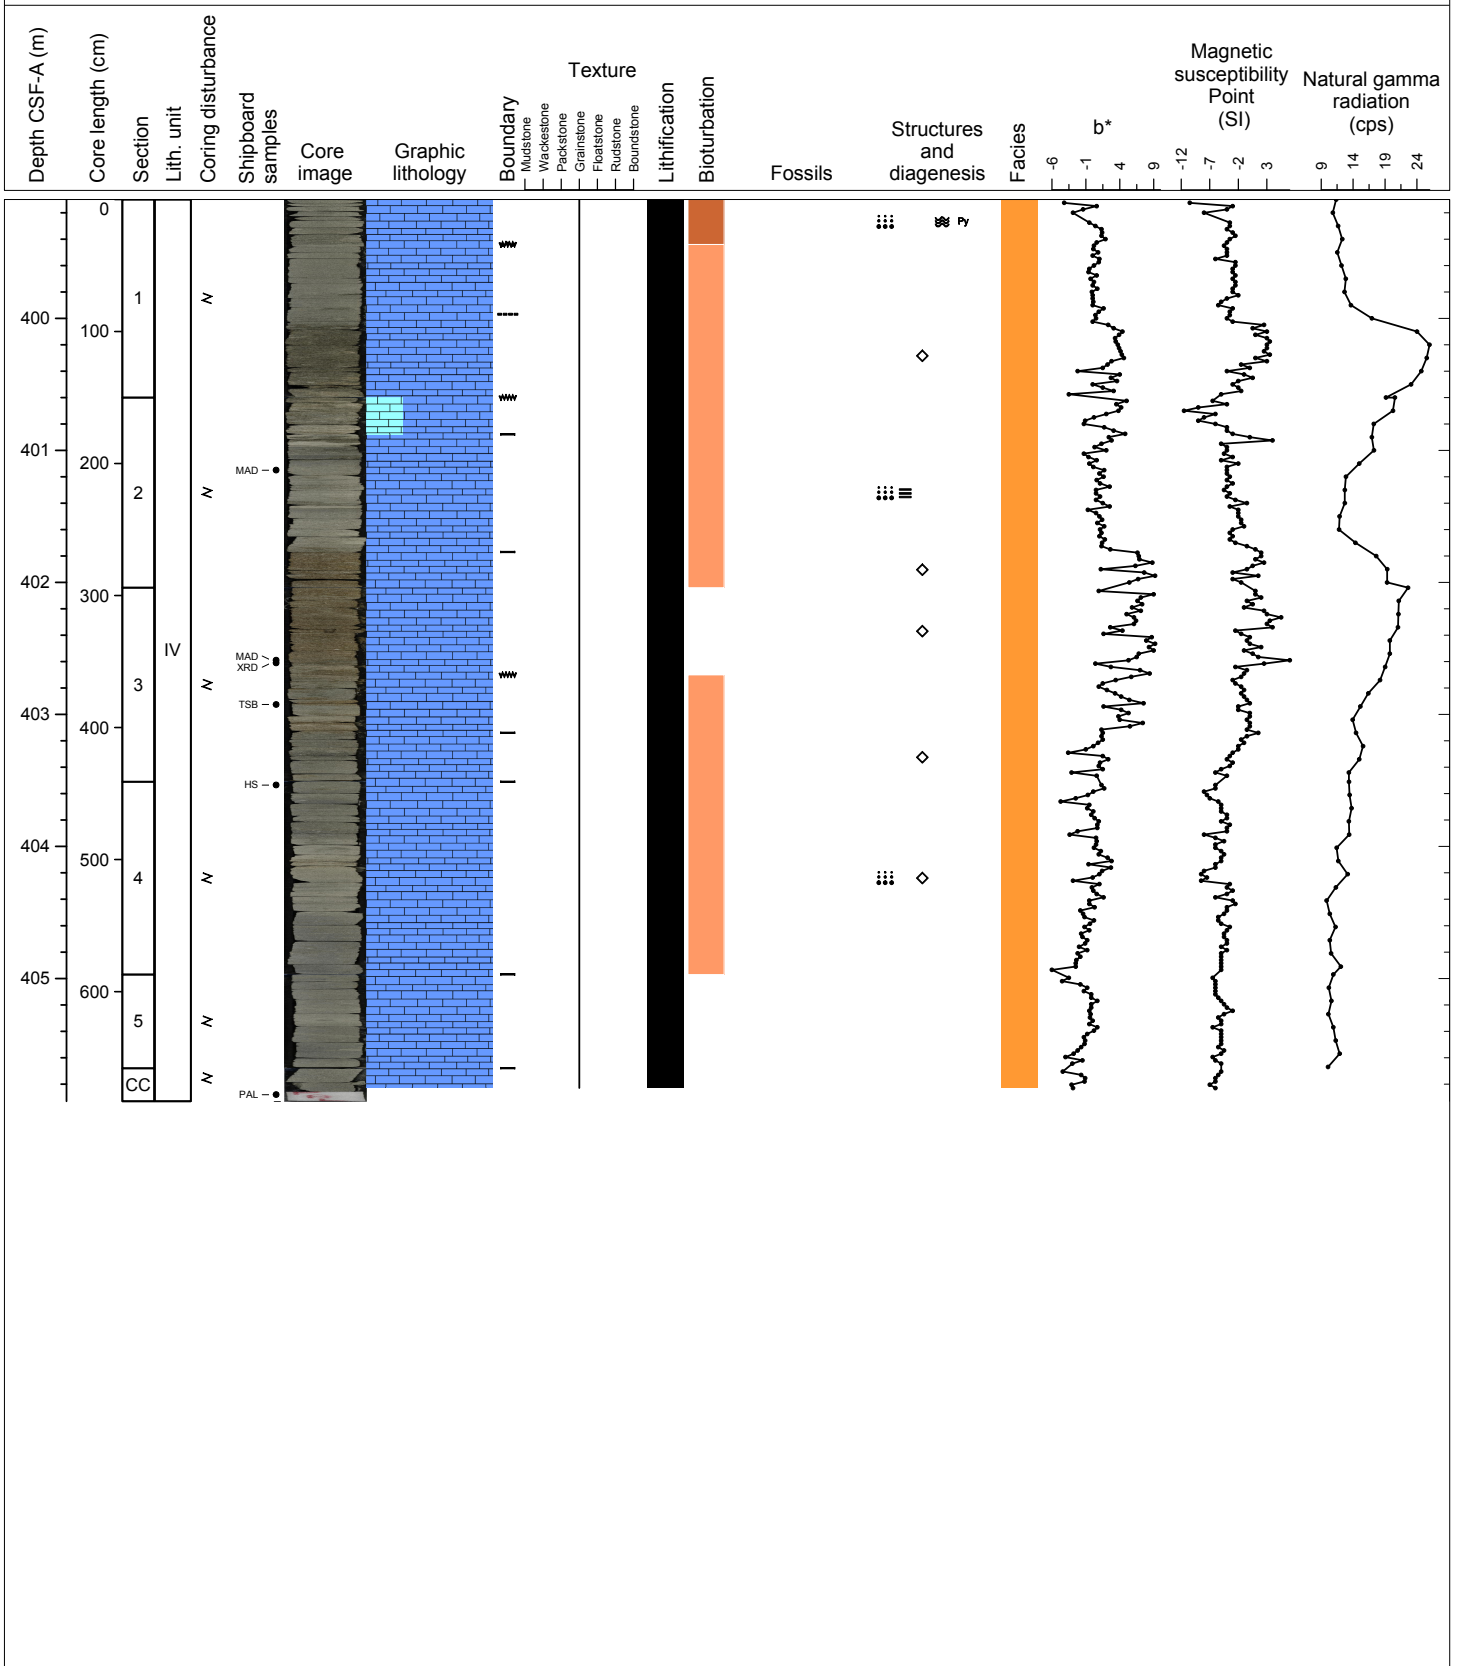 Depth CSF-A (m)
Core length (cm)
Section
Lith. unit
Coring disturbance
Shipboard
samples
Core
image
Graphic
lithology
Boundary
Texture
Mudstone
Wackestone
Packstone
Grainstone
Floatstone
Rudstone
Boundstone
Lithification
Bioturbation
Fossils
Structures
and
diagenesis
Facies
b*
-6 -1 4 9
Magnetic
susceptibility
Point
(SI)
-12 -7 -2 3
Natural gamma
radiation
(cps)
9 14 19 24
0
Py
1
400
100
401
200
MAD
2
402
300
IV
MAD
XRD
3
TSB
403
400
HS
404
500
4
405
600
5
CC
PAL